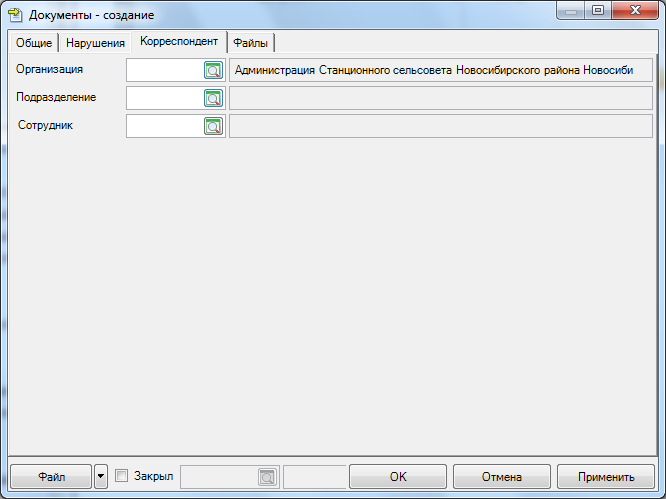 Документы - создание
Общие Нарушения Корреспондент Файлы
Организация Администрация Станционного сельсовета Новосибирского района Новосиби
Подразделение
Сотрудник
Файл Закрыл OK Отмена Применить